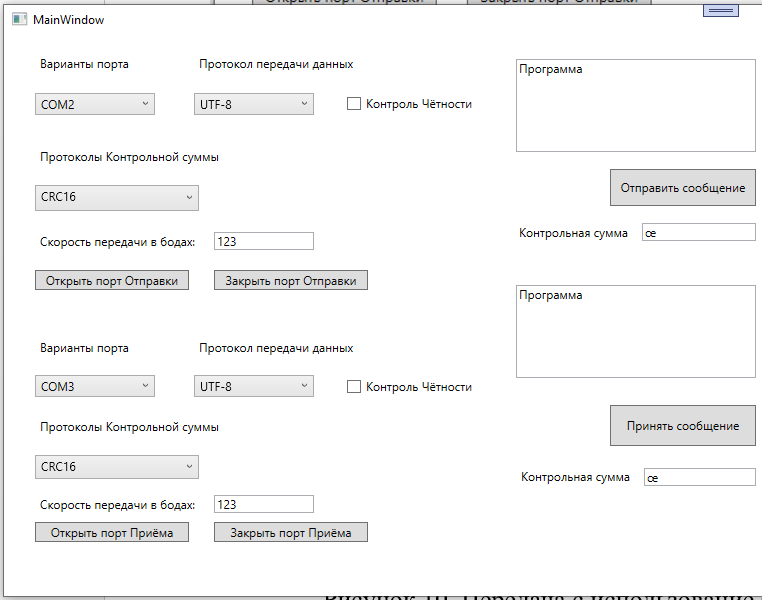 Открыть порт Отправки Закрыть порт Отправки
MainWindow
Варианты порта Протокол передачи данных
COM2 UTF-8 Контроль Чётности
Программа
Протоколы Контрольной суммы
CRC16
Отправить сообщение
Скорость передачи в бодах: 123
Контрольная сумма œ
Открыть порт Отправки Закрыть порт Отправки
Программа
Варианты порта Протокол передачи данных
COM3 UTF-8 Контроль Чётности
Протоколы Контрольной суммы
Принять сообщение
CRC16
Контрольная сумма œ
Скорость передачи в бодах: 123
Открыть порт Приёма Закрыть порт Приёма
Рисунок 10 Передача с использование